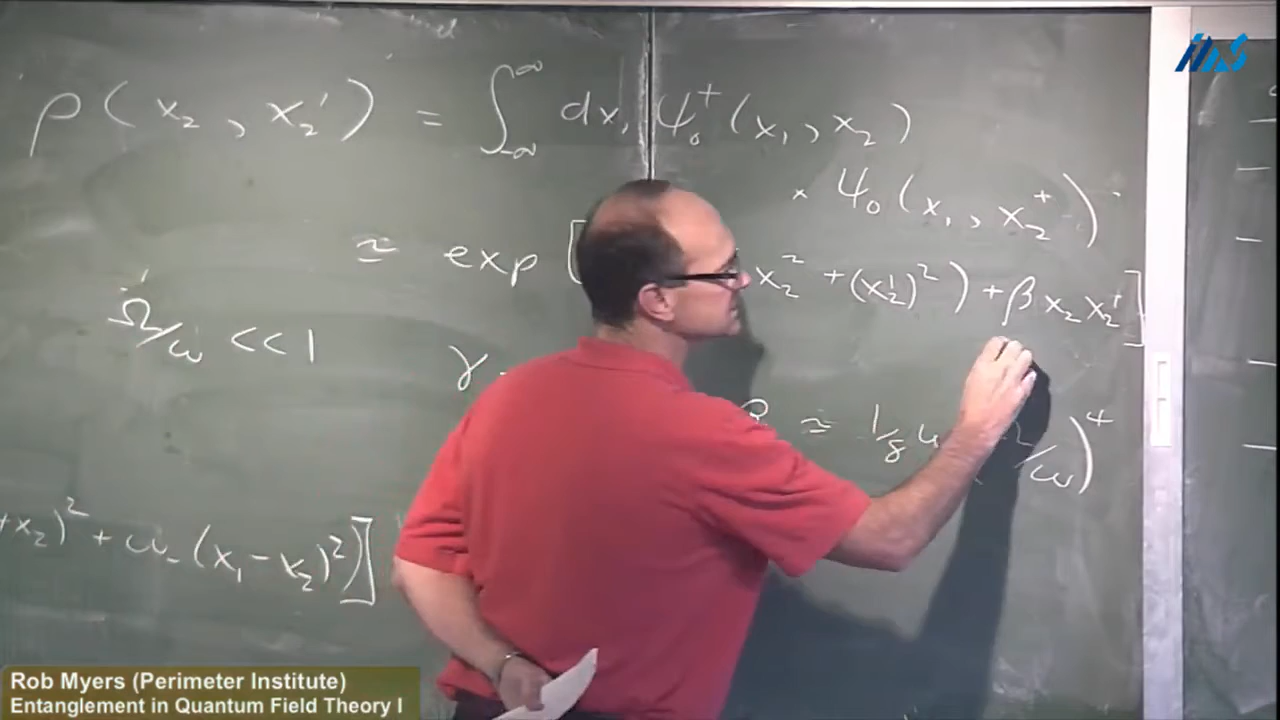 ρ(x₂, x₂') = ∫_{-∞}^{∞} dx₁ Ψ₀⁺(x₁, x₂)
× Ψ₀(x₁, x₂⁺)
≃ exp [ x₂² + (x₂')²) + β x₂ x₂']
Ω/ω << 1
γ
β ≃ 1/8 /ω)⁴
+x₂)² + ω₋(x₁ - x₂)²)]
Rob Myers (Perimeter Institute)
Entanglement in Quantum Field Theory I